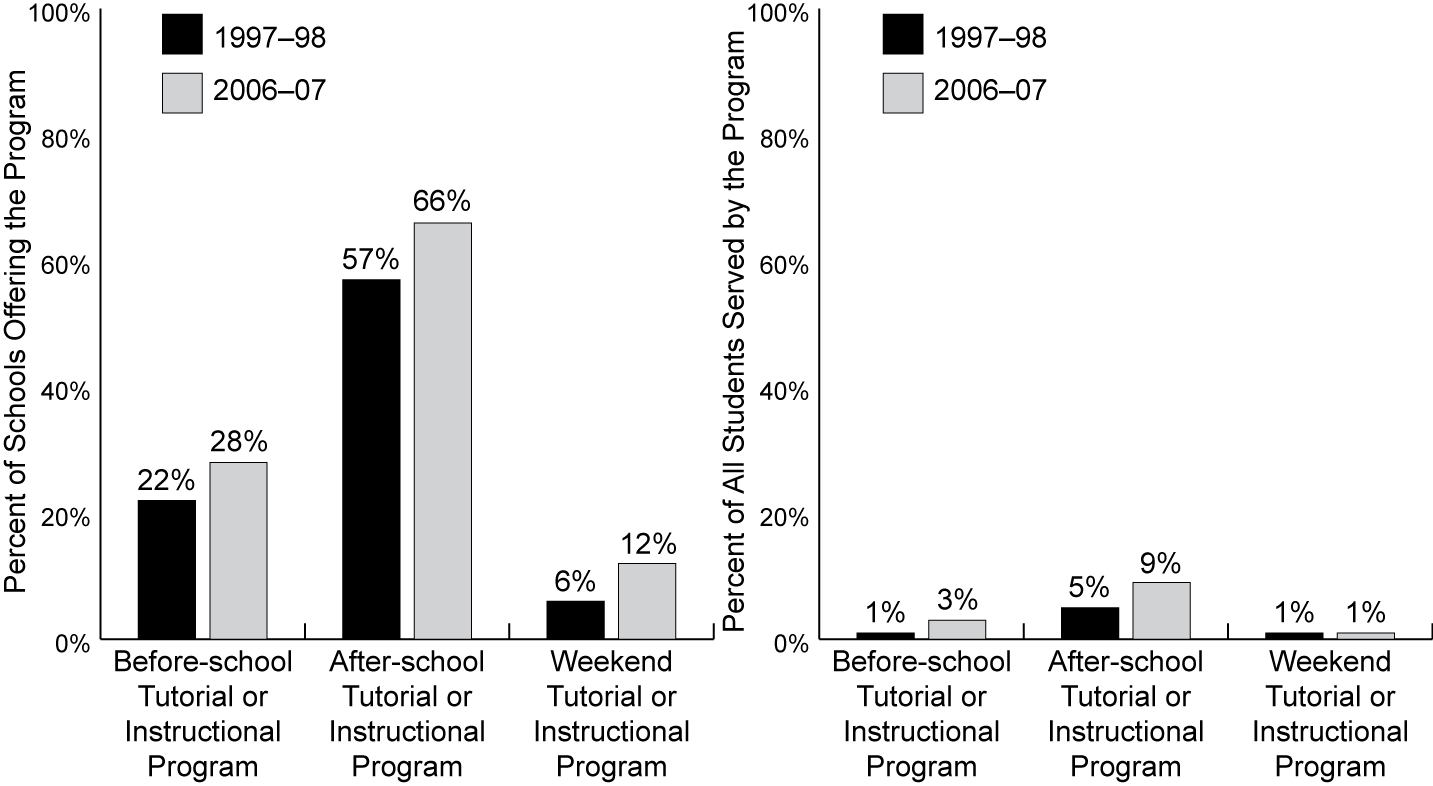 Percent of Schools Offering the Program
100%
80%
60%
40%
20%
0%
1997–98
2006–07
22%
28%
57%
66%
6%
12%
Before-school
Tutorial or
Instructional
Program
After-school
Tutorial or
Instructional
Program
Weekend
Tutorial or
Instructional
Program
Percent of All Students Served by the Program
100%
80%
60%
40%
20%
0%
1997–98
2006–07
1%
3%
5%
9%
1%
1%
Before-school
Tutorial or
Instructional
Program
After-school
Tutorial or
Instructional
Program
Weekend
Tutorial or
Instructional
Program